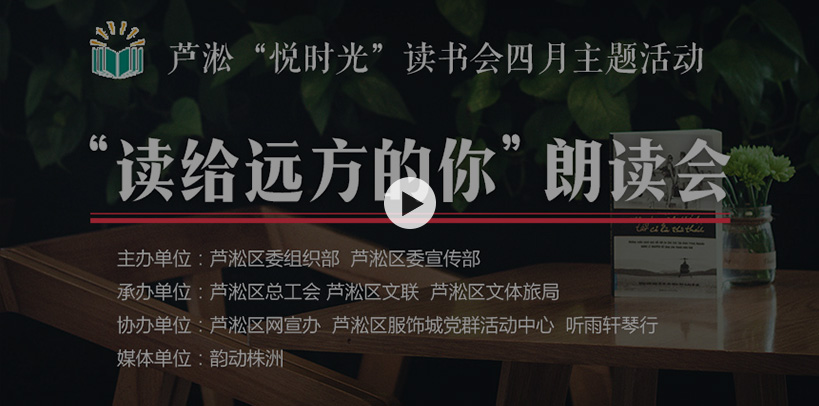 芦淞“悦时光”读书会四月主题活动
“读给远方的你”朗读会
主办单位：芦淞区委组织部 芦淞区委宣传部
承办单位：芦淞区总工会 芦淞区文联 芦淞区文体旅局
协办单位：芦淞区网宣办 芦淞区服饰城党群活动中心 听雨轩琴行
媒体单位：韵动株洲